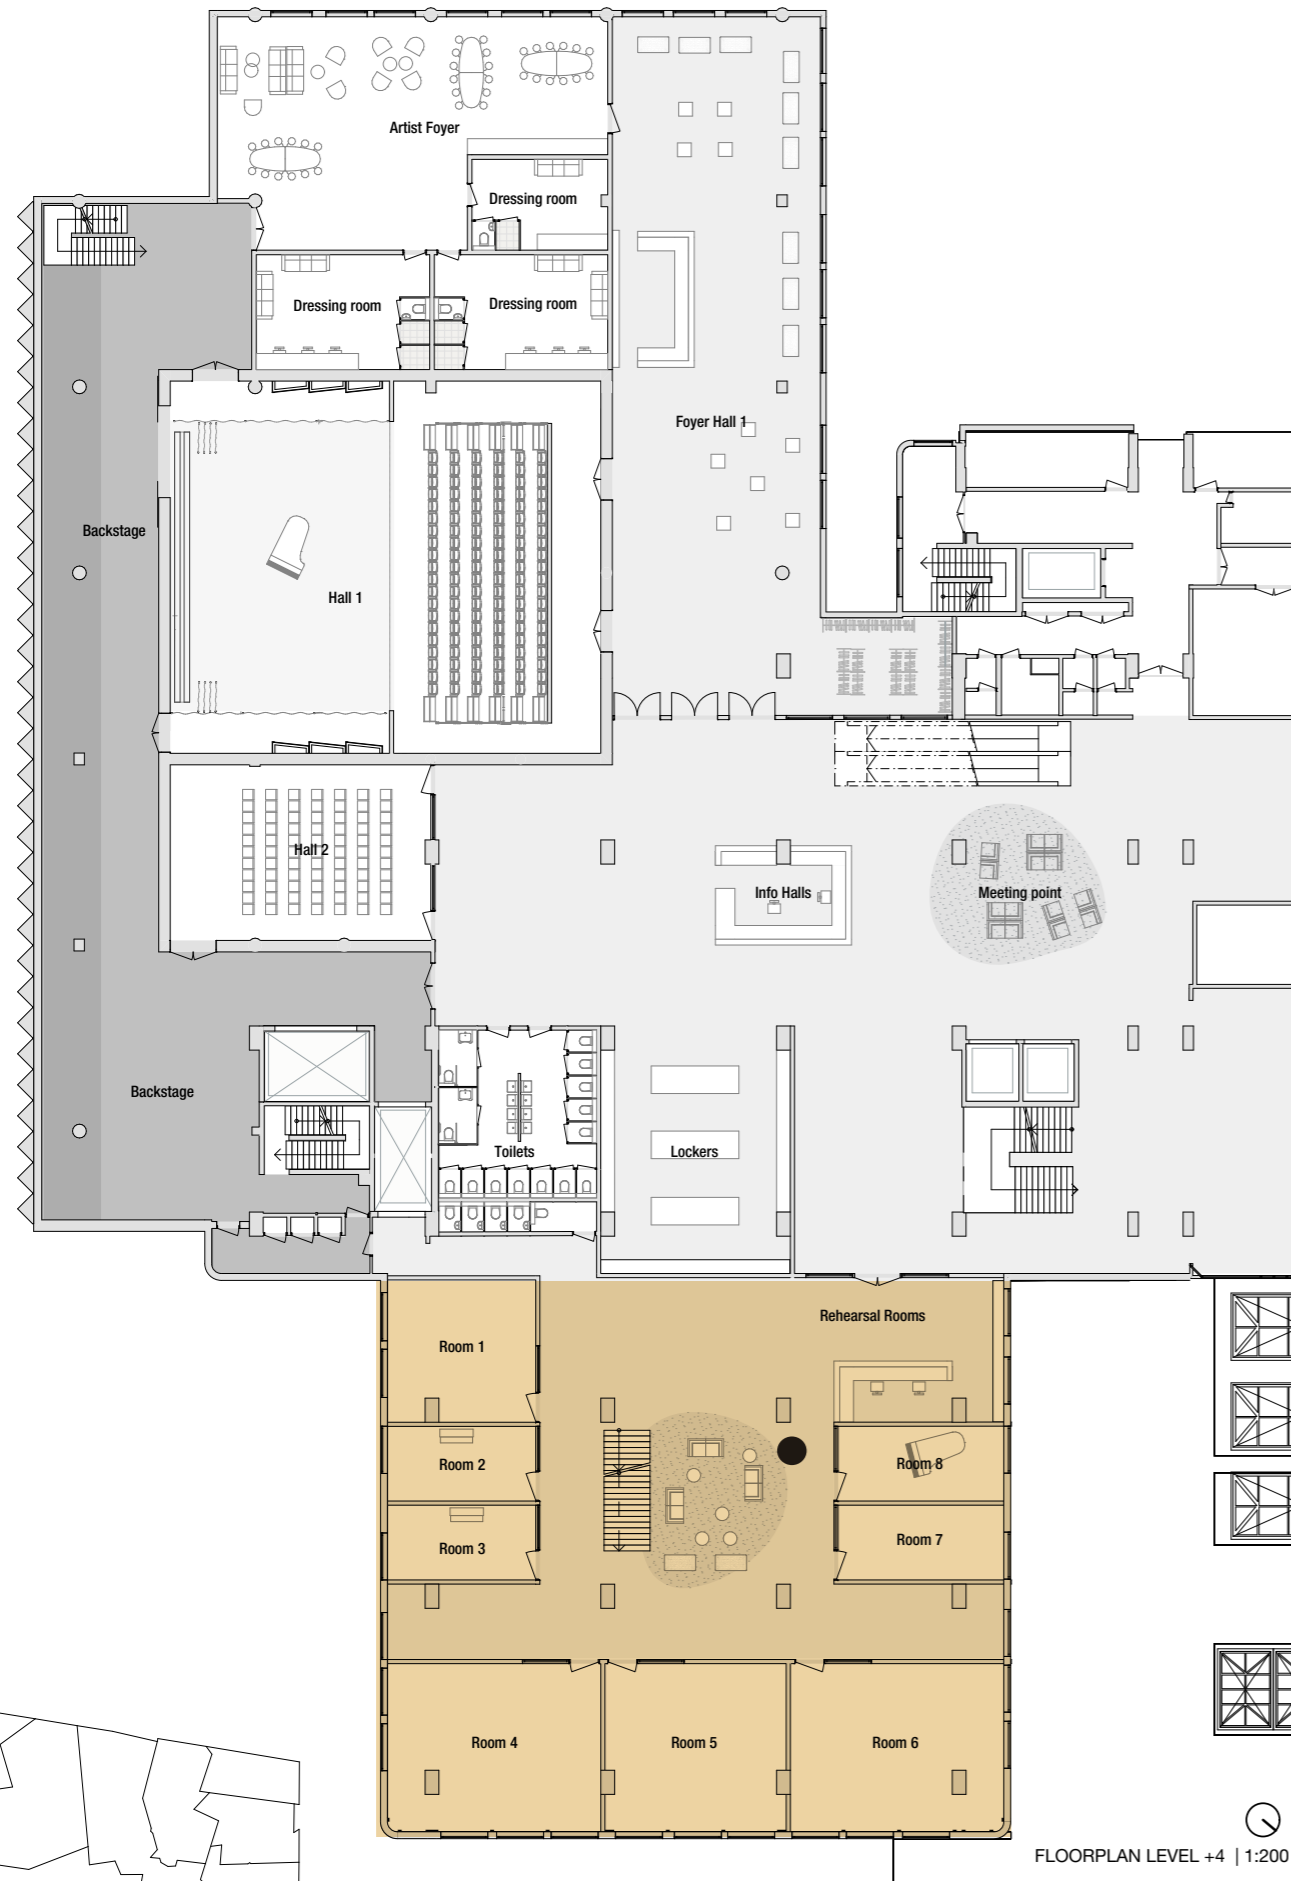 Artist Foyer
Dressing room
Dressing room
Dressing room
Foyer Hall 1
Backstage
Hall 1
Hall 2
Info Halls
Meeting point
Backstage
Toilets
Lockers
Rehearsal Rooms
Room 1
Room 2
Room 8
Room 3
Room 7
Room 4
Room 5
Room 6
FLOORPLAN LEVEL +4 | 1:200